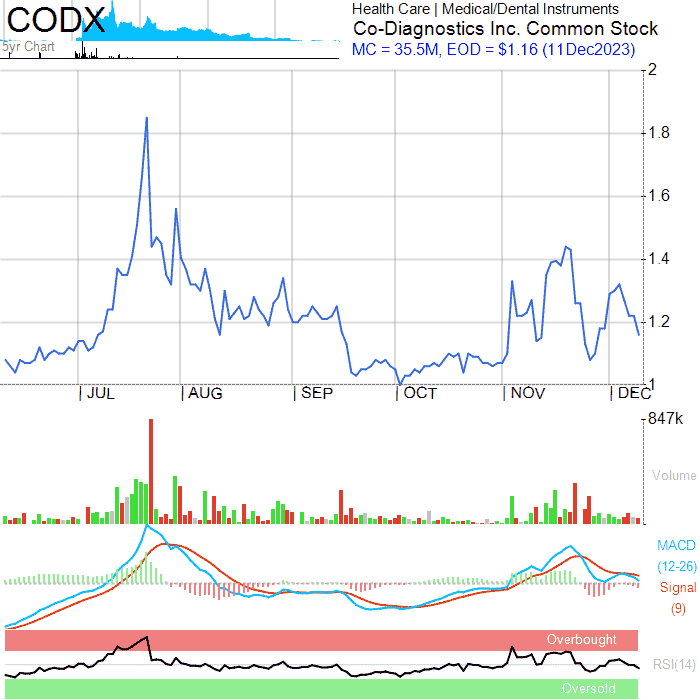 CODX
Health Care | Medical/Dental Instruments
Co-Diagnostics Inc. Common Stock
MC = 35.5M, EOD = $1.16 (11Dec2023)
5yr Chart
2
1.8
1.6
1.4
1.2
1
| JUL | AUG | SEP | OCT | NOV | DEC
847k
Volume
MACD
(12-26)
Signal
(9)
Overbought
RSI(14)
Oversold